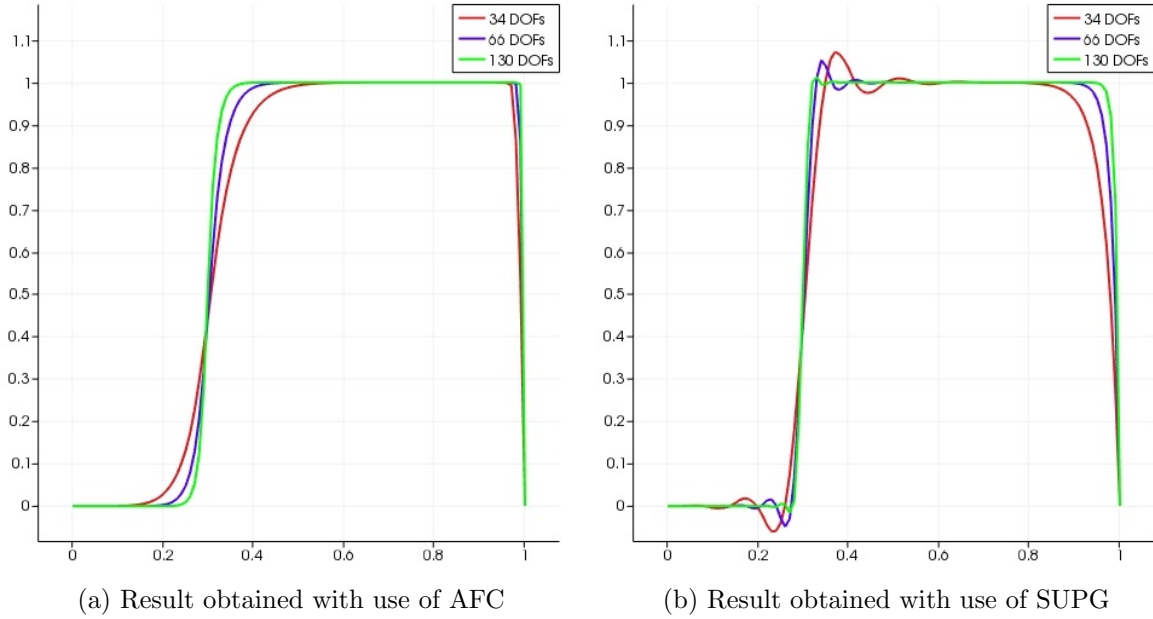 34 DOFs
66 DOFs
130 DOFs
1.1
1
0.9
0.8
0.7
0.6
0.5
0.4
0.3
0.2
0.1
0
0 0.2 0.4 0.6 0.8 1
(a) Result obtained with use of AFC
34 DOFs
66 DOFs
130 DOFs
1.1
1
0.9
0.8
0.7
0.6
0.5
0.4
0.3
0.2
0.1
0
0 0.2 0.4 0.6 0.8 1
(b) Result obtained with use of SUPG